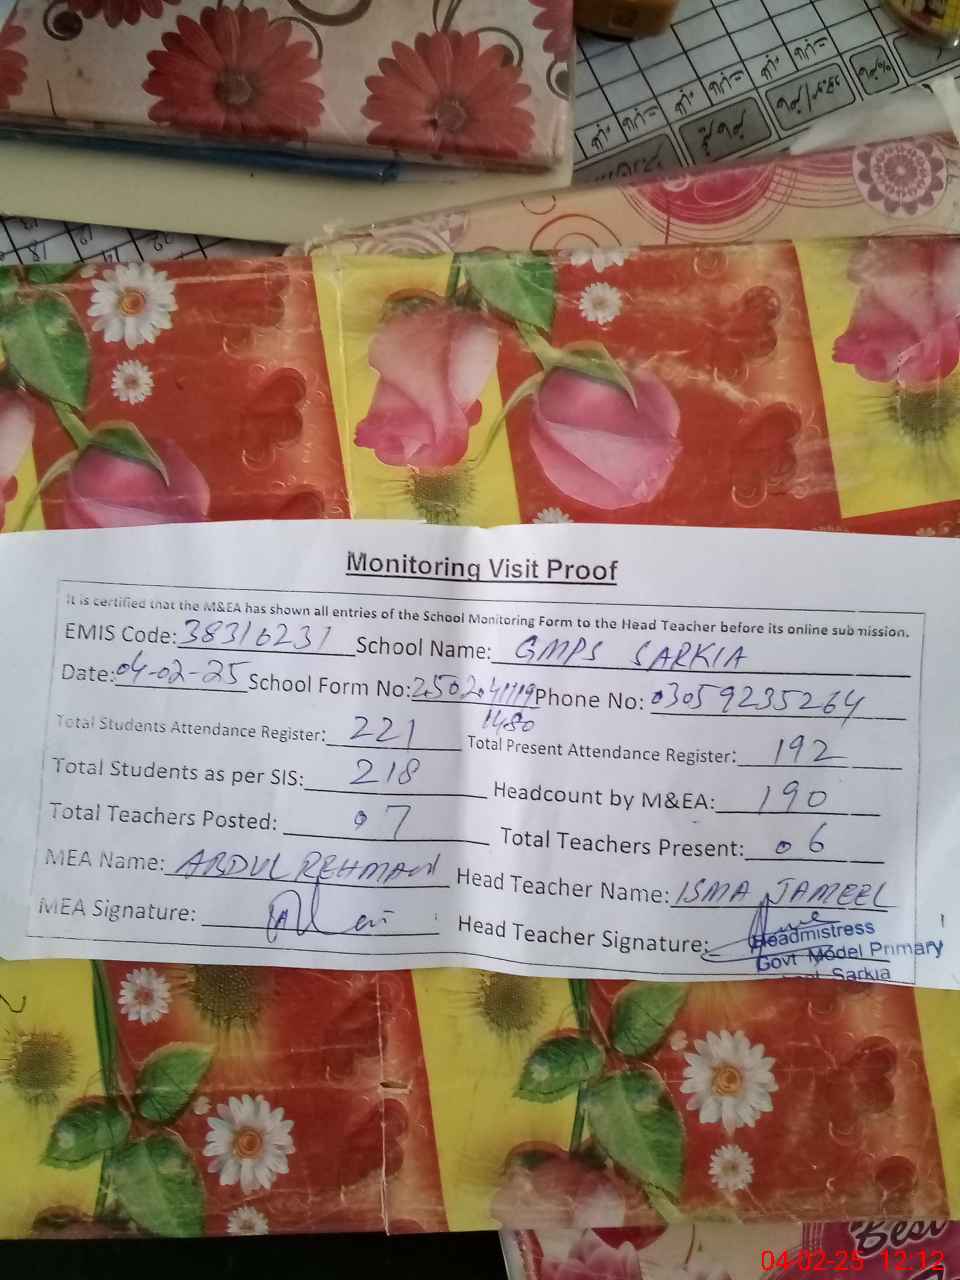 Monitoring Visit Proof
It is certified that the M&EA has shown all entries of the School Monitoring Form to the Head Teacher before its online submission.
EMIS Code: 38316231 School Name: GMPS SARKIA
Date: 04-02-25 School Form No: 2502041119 Phone No: 03059235264
1480
Total Students Attendance Register: 221 Total Present Attendance Register: 192
Total Students as per SIS: 218 Headcount by M&EA: 190
Total Teachers Posted: 07 Total Teachers Present: 06
MEA Name: ABDUL REHMAN Head Teacher Name: ISMA JAMEEL
MEA Signature: Head Teacher Signature:
Headmistress
Govt Model Primary
Sarkia
Best
04-02-25 12:12